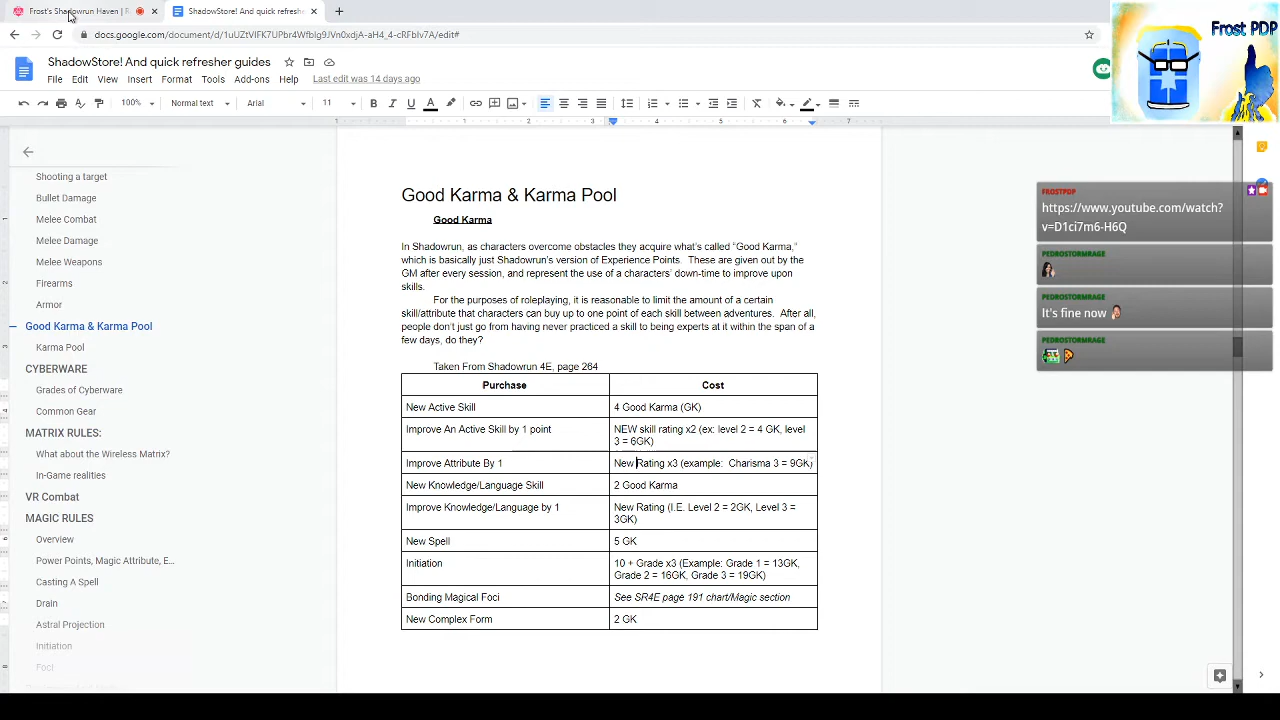 Frost's Shadowrun Haven | R
ShadowStore! And quick refreshe
docs.google.com/document/d/1uUZtVlFK7UPbr4Wfblg9JVn0xdjA-aH4_4-cRFblv7A/edit#
Frost PDP
ShadowStore! And quick refresher guides
File Edit View Insert Format Tools Add-ons Help Last edit was 14 days ago
100% Normal text Arial 11 B I U A
1 1 2 3 4 5 6 7
Shooting a target
Bullet Damage
Melee Combat
Melee Damage
Melee Weapons
Firearms
Armor
Good Karma & Karma Pool
Karma Pool
CYBERWARE
Grades of Cyberware
Common Gear
MATRIX RULES:
What about the Wireless Matrix?
In-Game realities
VR Combat
MAGIC RULES
Overview
Power Points, Magic Attribute, E...
Casting A Spell
Drain
Astral Projection
Initiation
Foci
Good Karma & Karma Pool
Good Karma
In Shadowrun, as characters overcome obstacles they acquire what's called “Good Karma,”
which is basically just Shadowrun's version of Experience Points. These are given out by the
GM after every session, and represent the use of a characters' down-time to improve upon
skills.
For the purposes of roleplaying, it is reasonable to limit the amount of a certain
skill/attribute that characters can buy up to one point of each skill between adventures. After all,
people don't just go from having never practiced a skill to being experts at it within the span of a
few days, do they?
Taken From Shadowrun 4E, page 264
Purchase Cost
New Active Skill 4 Good Karma (GK)
Improve An Active Skill by 1 point NEW skill rating x2 (ex: level 2 = 4 GK, level
3 = 6GK)
Improve Attribute By 1 New Rating x3 (example: Charisma 3 = 9GK)
New Knowledge/Language Skill 2 Good Karma
Improve Knowledge/Language by 1 New Rating (I.E. Level 2 = 2GK, Level 3 =
3GK)
New Spell 5 GK
Initiation 10 + Grade x3 (Example: Grade 1 = 13GK,
Grade 2 = 16GK, Grade 3 = 19GK)
Bonding Magical Foci See SR4E page 191 chart/Magic section
New Complex Form 2 GK
FROSTPDP
https://www.youtube.com/watch?
v=D1ci7m6-H6Q
PEDROSTORMRAGE
PEDROSTORMRAGE
It's fine now
PEDROSTORMRAGE